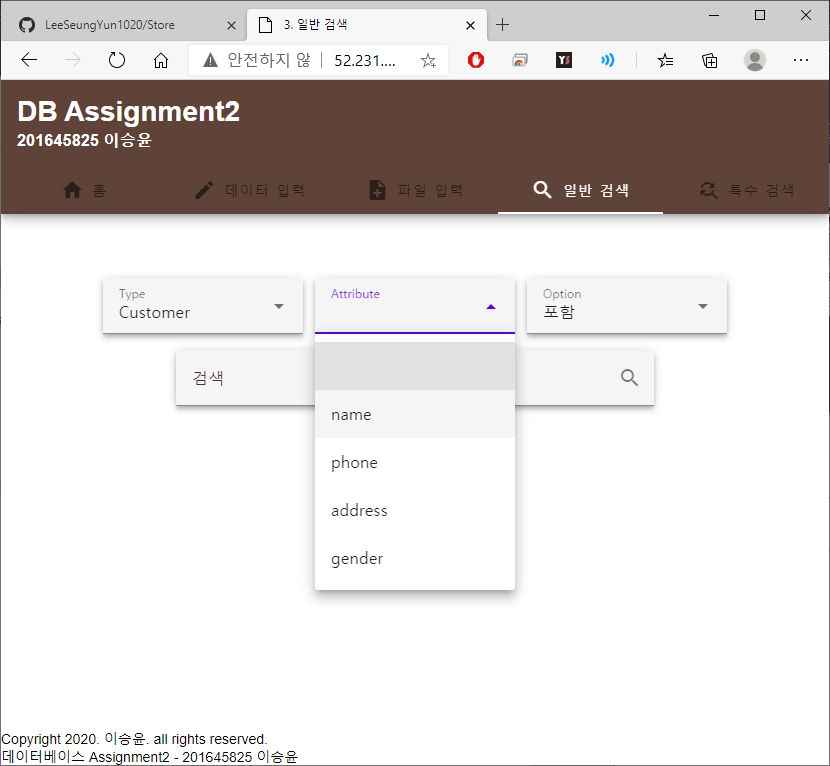 LeeSeungYun1020/Store
3. 일반 검색
안전하지 않
52.231....
DB Assignment2
201645825 이승윤
홈
데이터 입력
파일 입력
일반 검색
특수 검색
Type
Customer
Attribute
Option
포함
검색
name
phone
address
gender
Copyright 2020. 이승윤. all rights reserved.
데이터베이스 Assignment2 - 201645825 이승윤